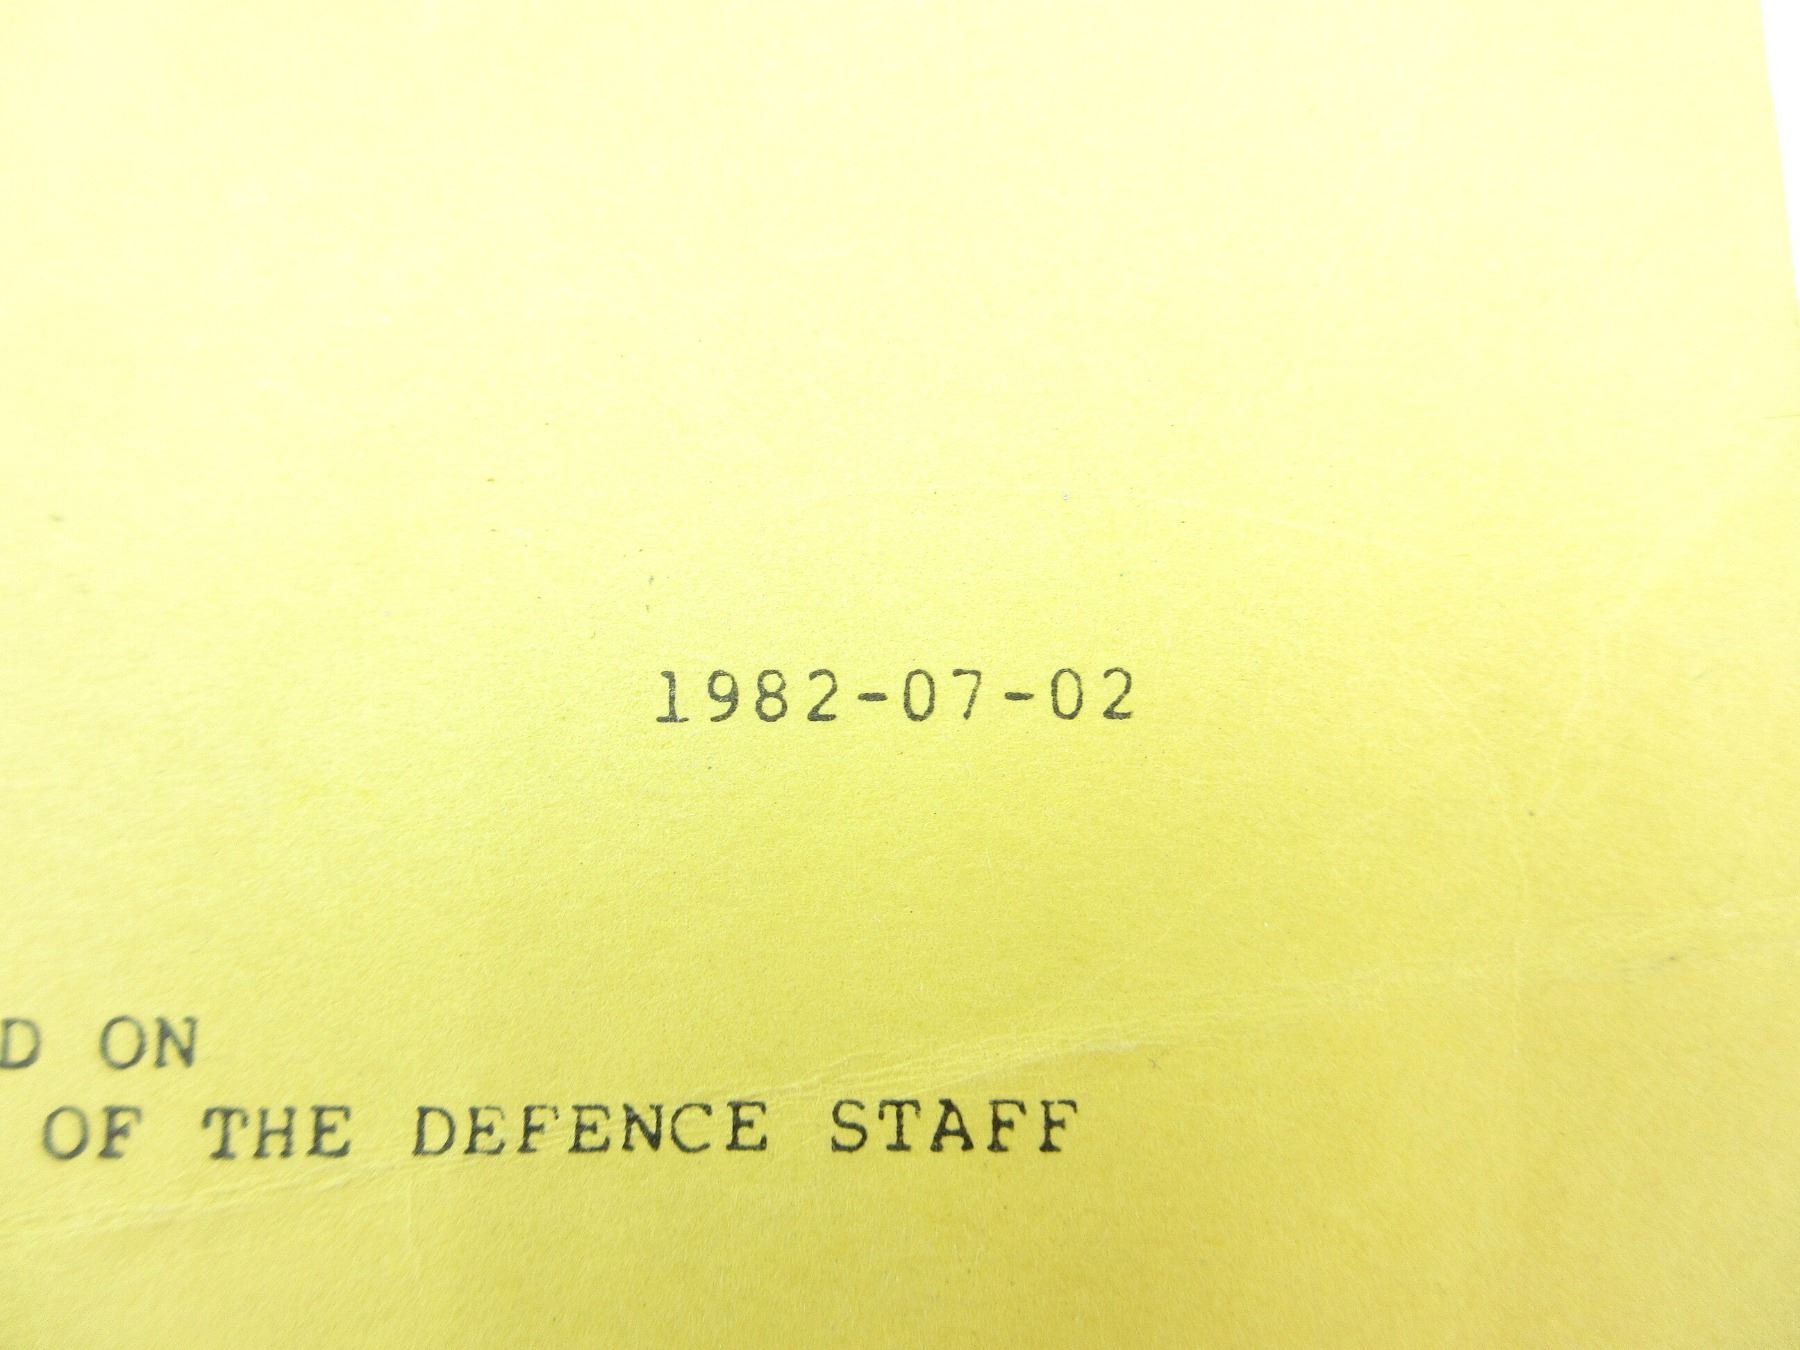 1982-07-02
D ON
OF THE DEFENCE STAFF